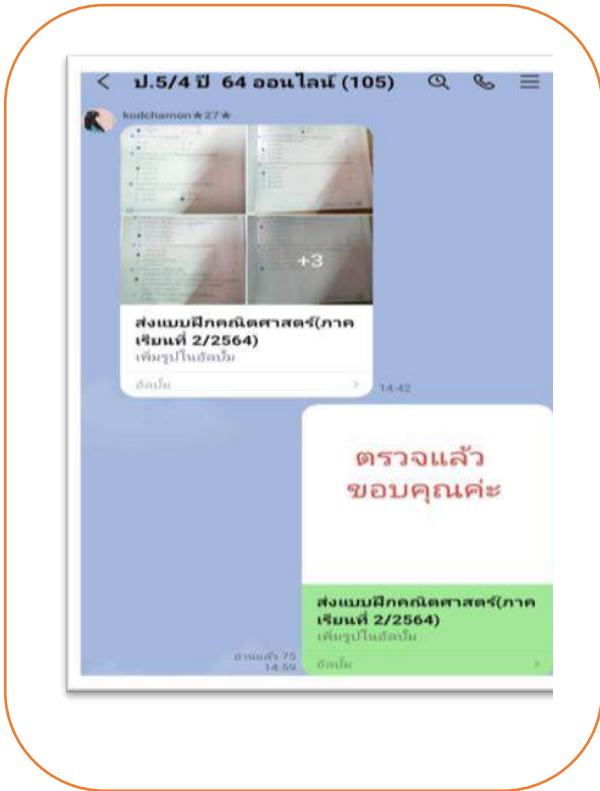 ป.5/4 ปี 64 ออนไลน์ (105)
kodchamon★27★
+3
ส่งแบบฝึกคณิตศาสตร์(ภาค
เรียนที่ 2/2564)
เพิ่มรูปในอัลบั้ม
อัลบั้ม
14:42
ตรวจแล้ว
ขอบคุณค่ะ
ส่งแบบฝึกคณิตศาสตร์(ภาค
เรียนที่ 2/2564)
เพิ่มรูปในอัลบั้ม
อ่านแล้ว 75
14:59
อัลบั้ม